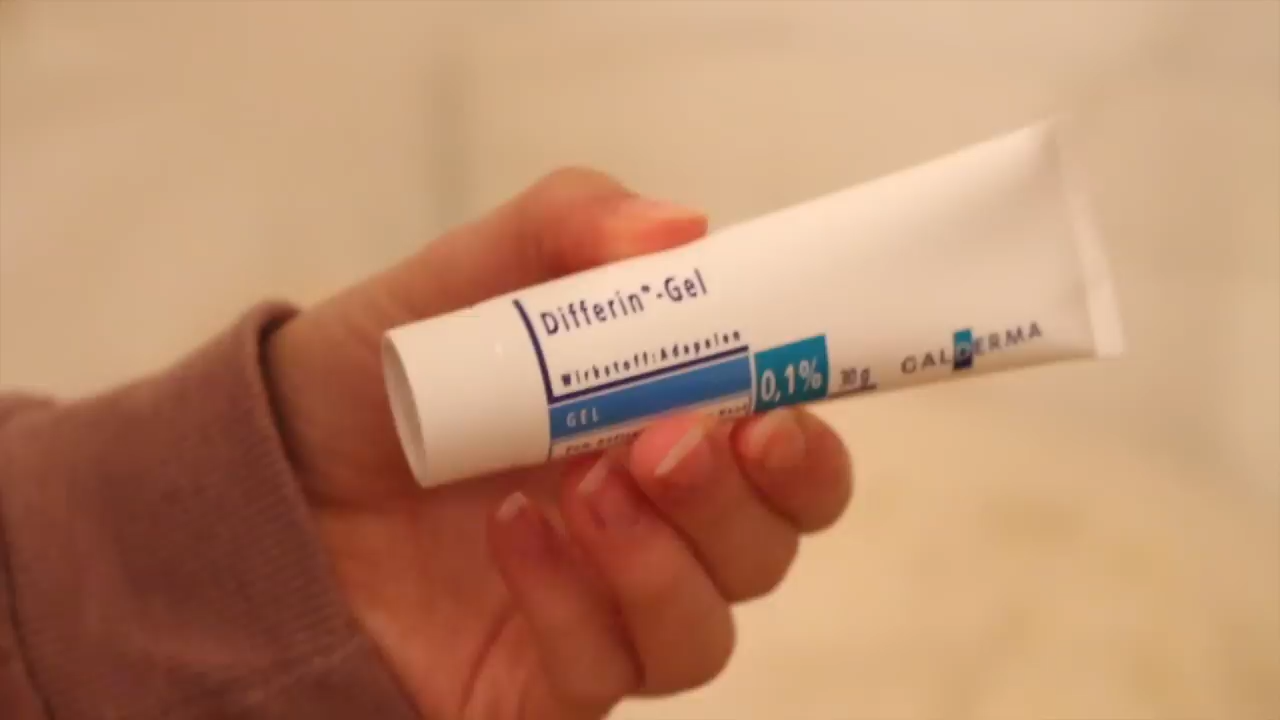 Differin®-Gel
Wirkstoff: Adapalen
GEL
0,1%
30 g
GALDERMA